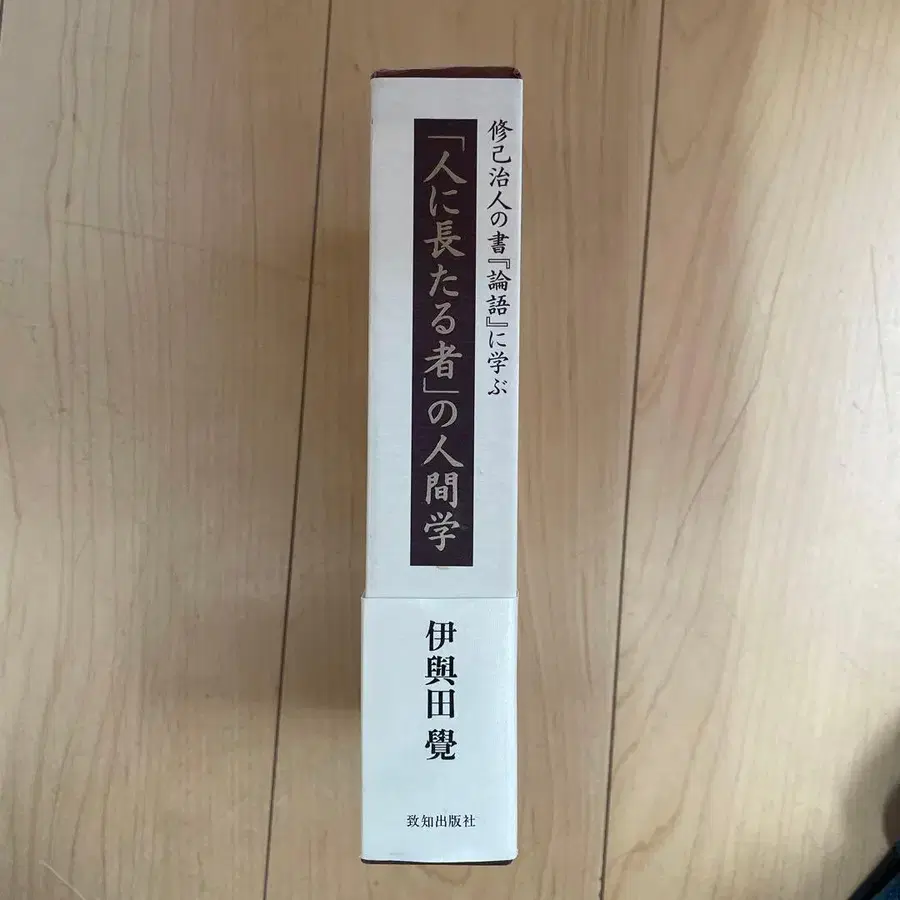 修己治人の書『論語』に学ぶ
「人に長たる者」の人間学
伊與田 覺
致知出版社